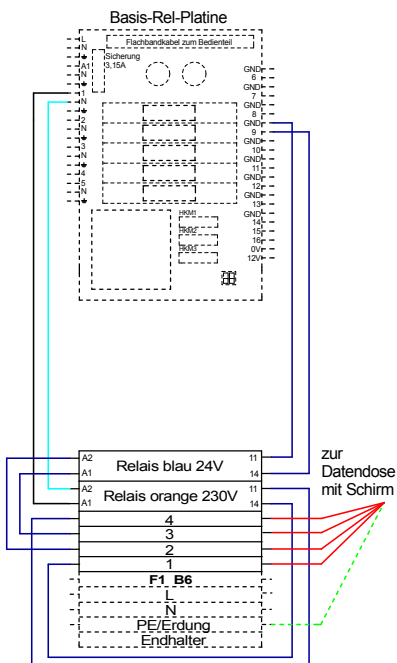 Basis-Rel-Platine
Flachbandkabel zum Bedienteil
Sicherung
3,15A
L
N
A1
N
1
N
2
N
3
N
4
5
N
GND
6
GND
7
GND
8
GND
9
GND
10
GND
11
GND
12
GND
13
GND
14
15
16
0V
12V
HKM1
HKM2
HKM3
A2 Relais blau 24V 11
A1 14
A2 Relais orange 230V 11
A1 14
4
3
2
1
F1 B6
L
N
PE/Erdung
Endhalter
zur
Datendose
mit Schirm